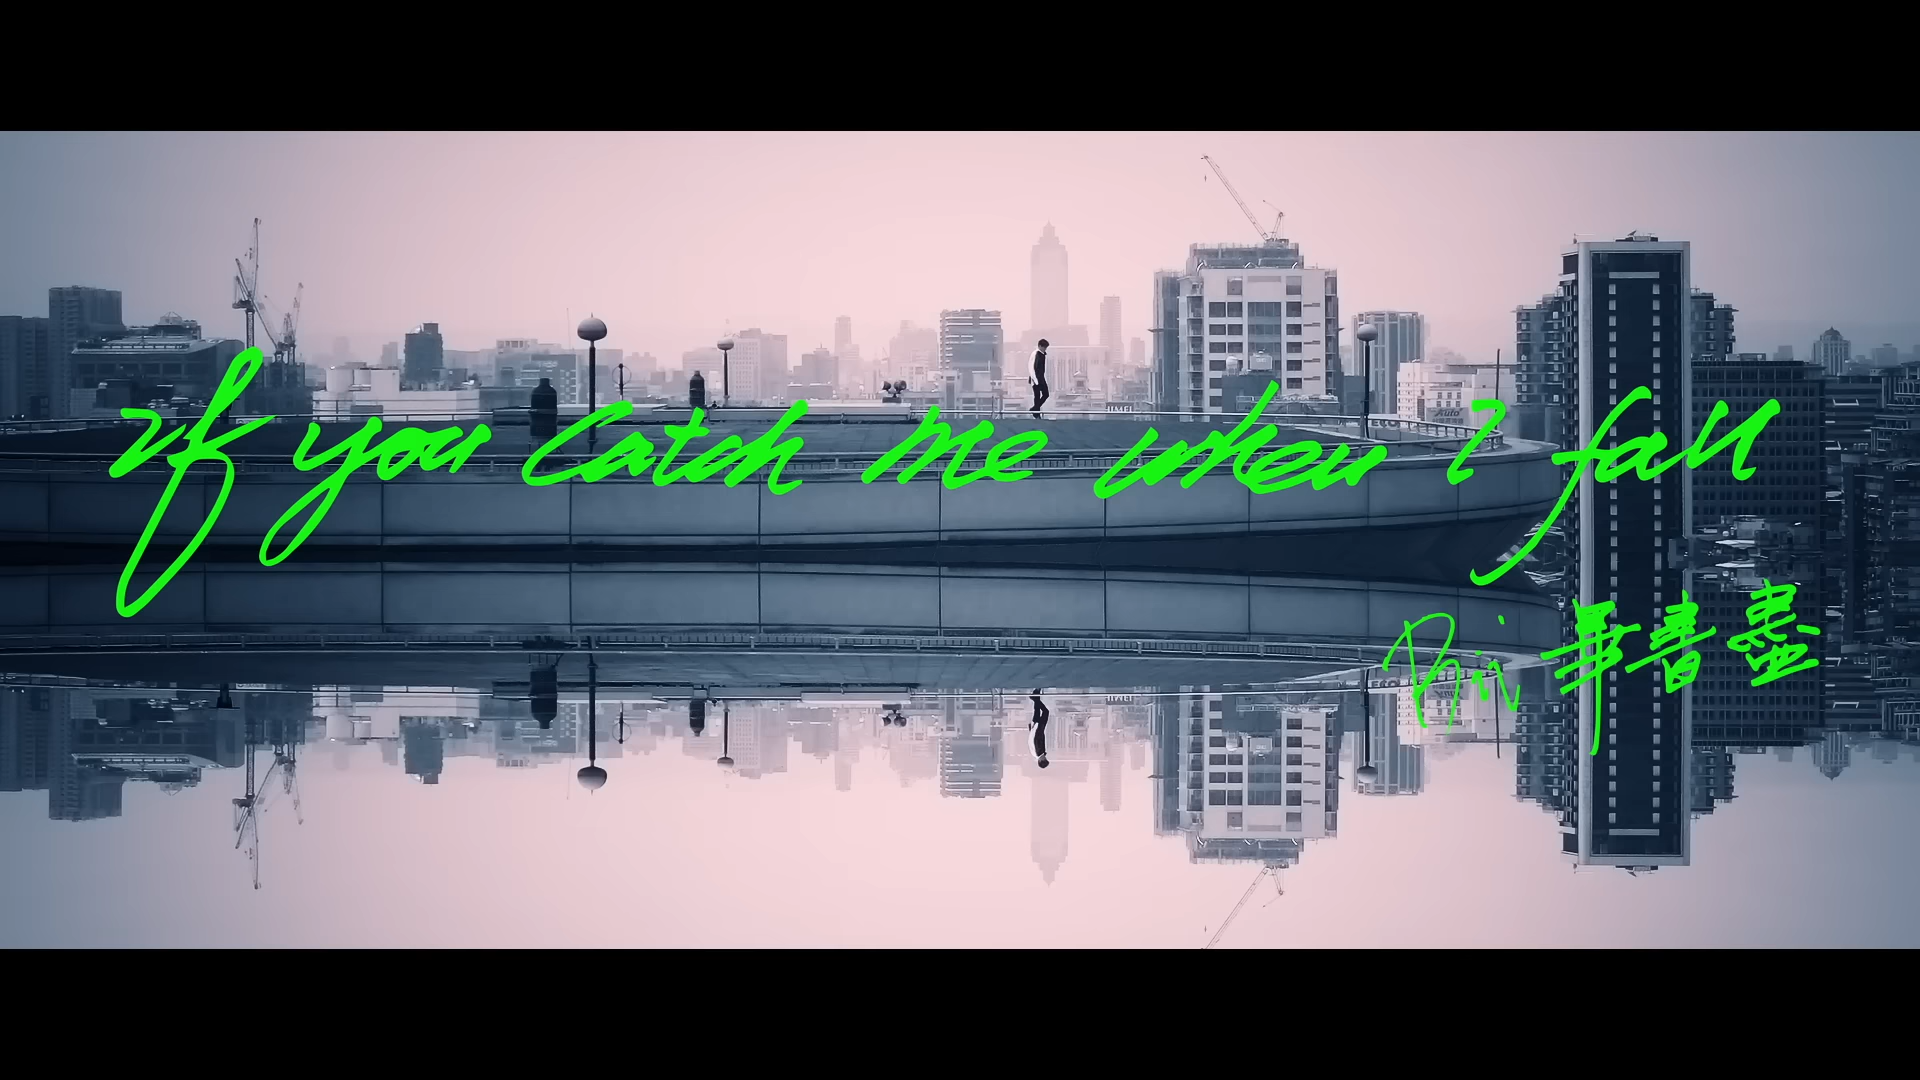 if you catch me when I fall
Bii 畢書盡